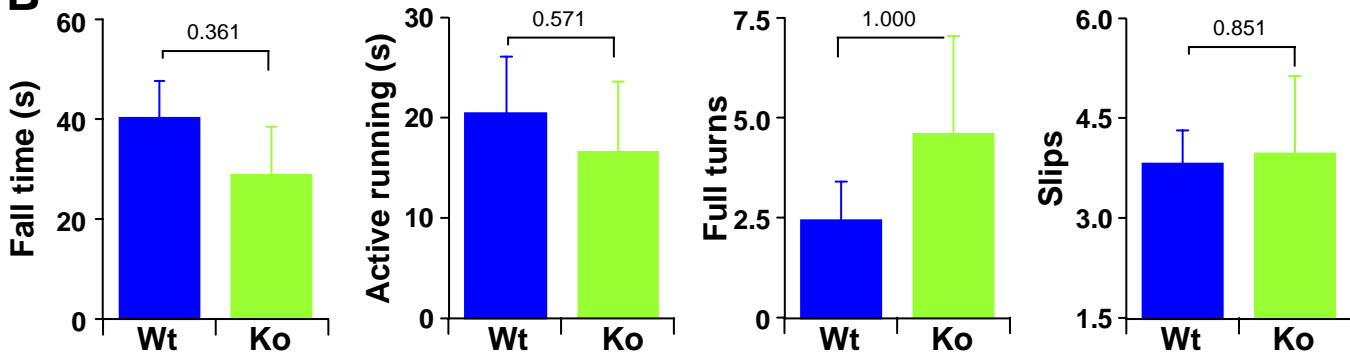 B
Fall time (s)
60
40
20
0
0.361
Wt
Ko
Active running (s)
30
20
10
0
0.571
Wt
Ko
Full turns
7.5
5.0
2.5
0
1.000
Wt
Ko
Slips
6.0
4.5
3.0
1.5
0.851
Wt
Ko